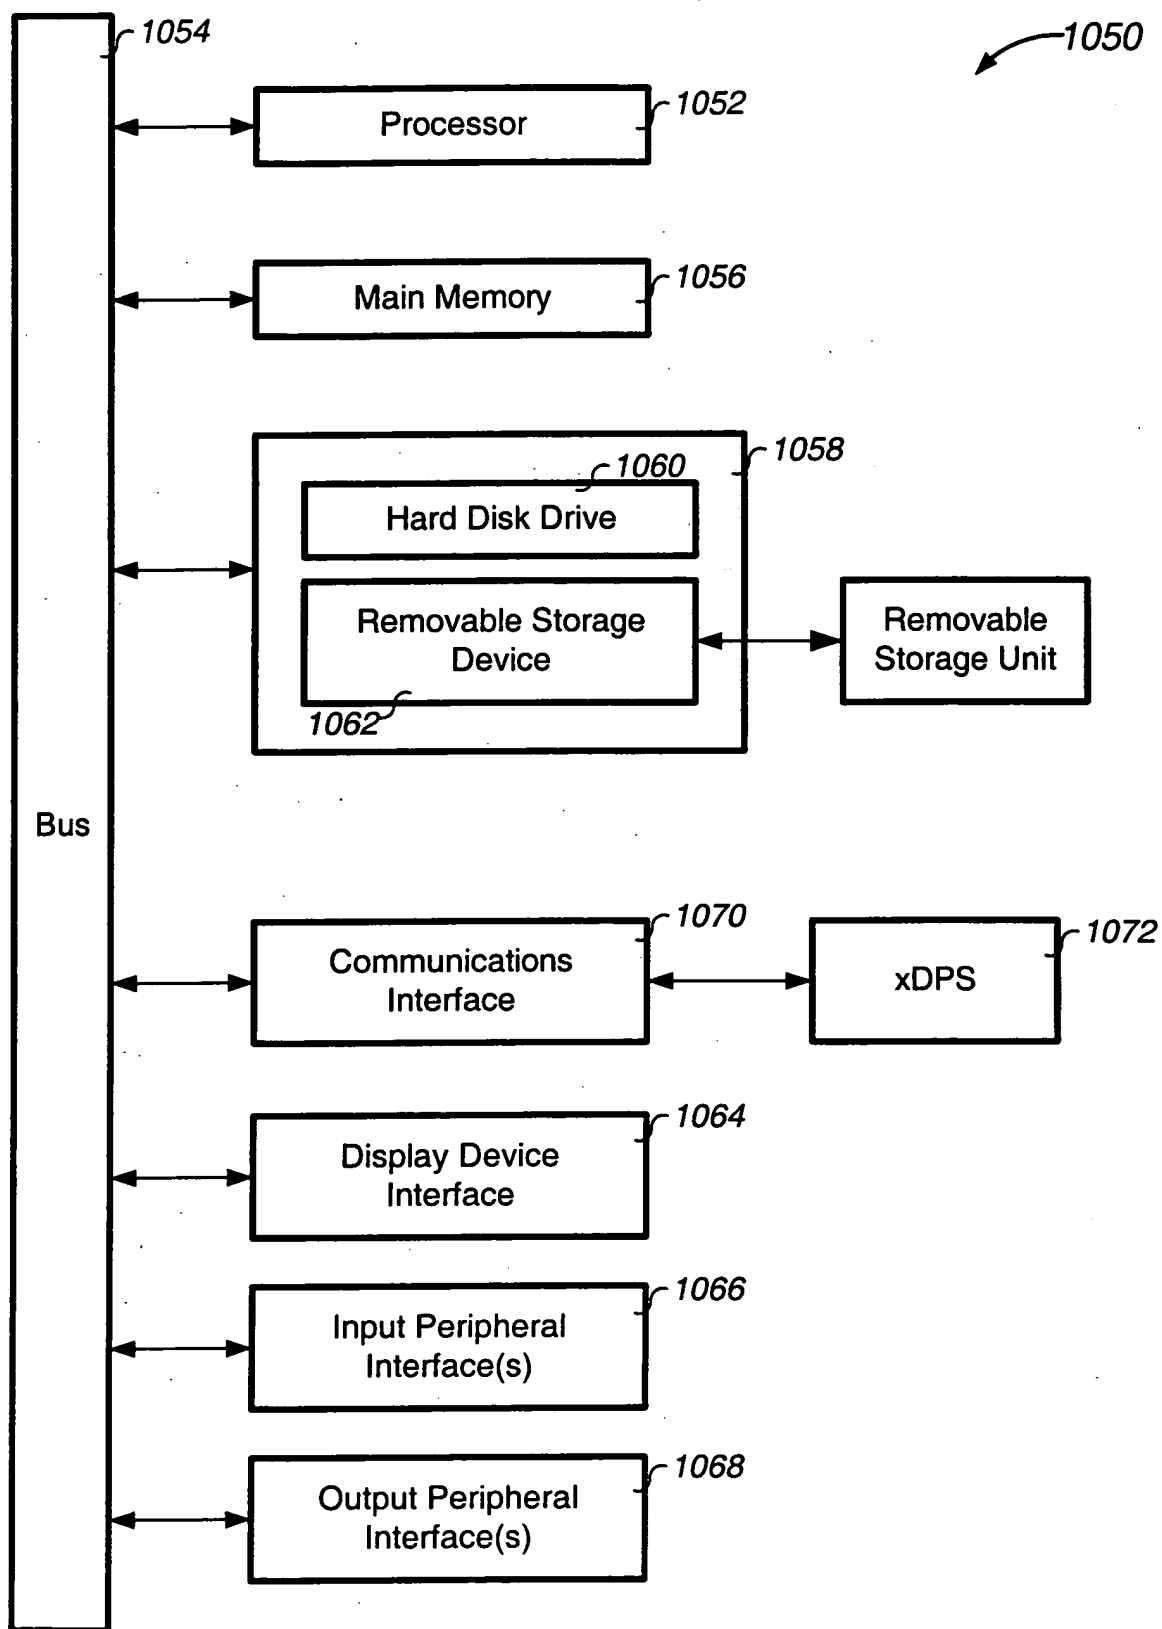 1054
1050
Processor
1052
Main Memory
1056
1058
1060
Hard Disk Drive
Removable Storage
Device
1062
Removable
Storage Unit
Bus
1070
Communications
Interface
1072
xDPS
1064
Display Device
Interface
1066
Input Peripheral
Interface(s)
1068
Output Peripheral
Interface(s)